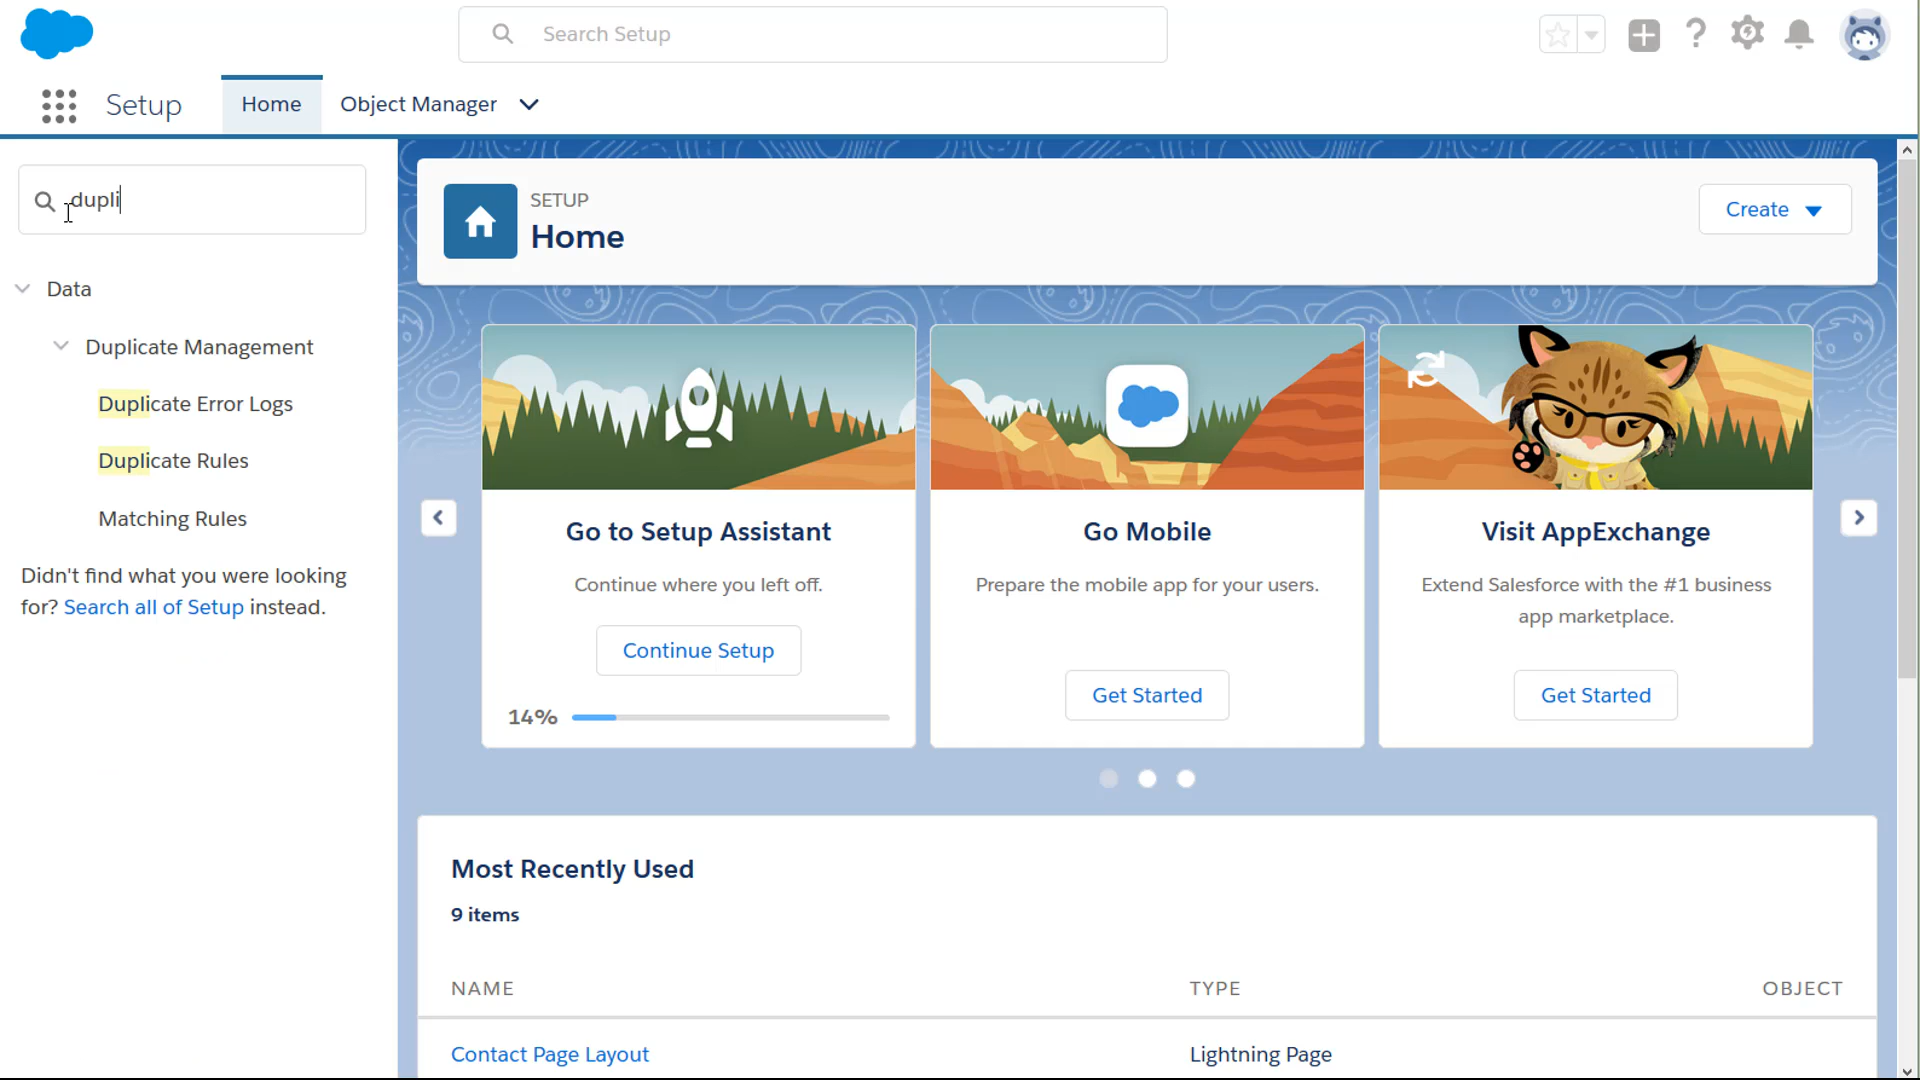 Search Setup
Setup
Home
Object Manager
dupli
Data
Duplicate Management
Duplicate Error Logs
Duplicate Rules
Matching Rules
Didn't find what you were looking
for? Search all of Setup instead.
SETUP
Home
Create
Go to Setup Assistant
Continue where you left off.
Continue Setup
14%
Go Mobile
Prepare the mobile app for your users.
Get Started
Visit AppExchange
Extend Salesforce with the #1 business
app marketplace.
Get Started
Most Recently Used
9 items
NAME
TYPE
OBJECT
Contact Page Layout
Lightning Page